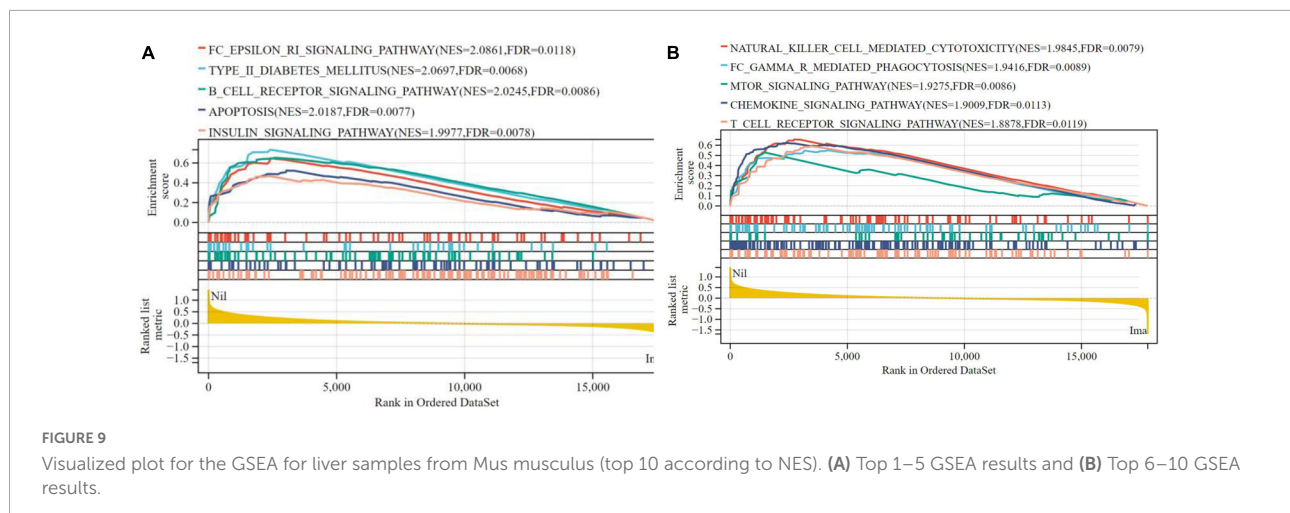 A
FC_EPSILON_RI_SIGNALING_PATHWAY(NES=2.0861,FDR=0.0118)
TYPE_II_DIABETES_MELLITUS(NES=2.0697,FDR=0.0068)
B_CELL_RECEPTOR_SIGNALING_PATHWAY(NES=2.0245,FDR=0.0086)
APOPTOSIS(NES=2.0187,FDR=0.0077)
INSULIN_SIGNALING_PATHWAY(NES=1.9977,FDR=0.0078)
Enrichment
score
0.6
0.4
0.2
0.0
Nil
Ranked list
metric
1.0
0.5
0.0
−0.5
−1.0
−1.5
In
0
5,000
10,000
15,000
Rank in Ordered DataSet
B
NATURAL_KILLER_CELL_MEDIATED_CYTOTOXICITY(NES=1.9845,FDR=0.0079)
FC_GAMMA_R_MEDIATED_PHAGOCYTOSIS(NES=1.9416,FDR=0.0089)
MTOR_SIGNALING_PATHWAY(NES=1.9275,FDR=0.0086)
CHEMOKINE_SIGNALING_PATHWAY(NES=1.9009,FDR=0.0113)
T_CELL_RECEPTOR_SIGNALING_PATHWAY(NES=1.8878,FDR=0.0119)
Enrichment
score
0.6
0.5
0.4
0.3
0.2
0.1
0.0
Nil
Ranked list
metric
1.0
0.5
0.0
−0.5
−1.0
−1.5
Ima
0
5,000
10,000
15,000
Rank in Ordered DataSet
FIGURE 9
Visualized plot for the GSEA for liver samples from Mus musculus (top 10 according to NES). (A) Top 1–5 GSEA results and (B) Top 6–10 GSEA
results.